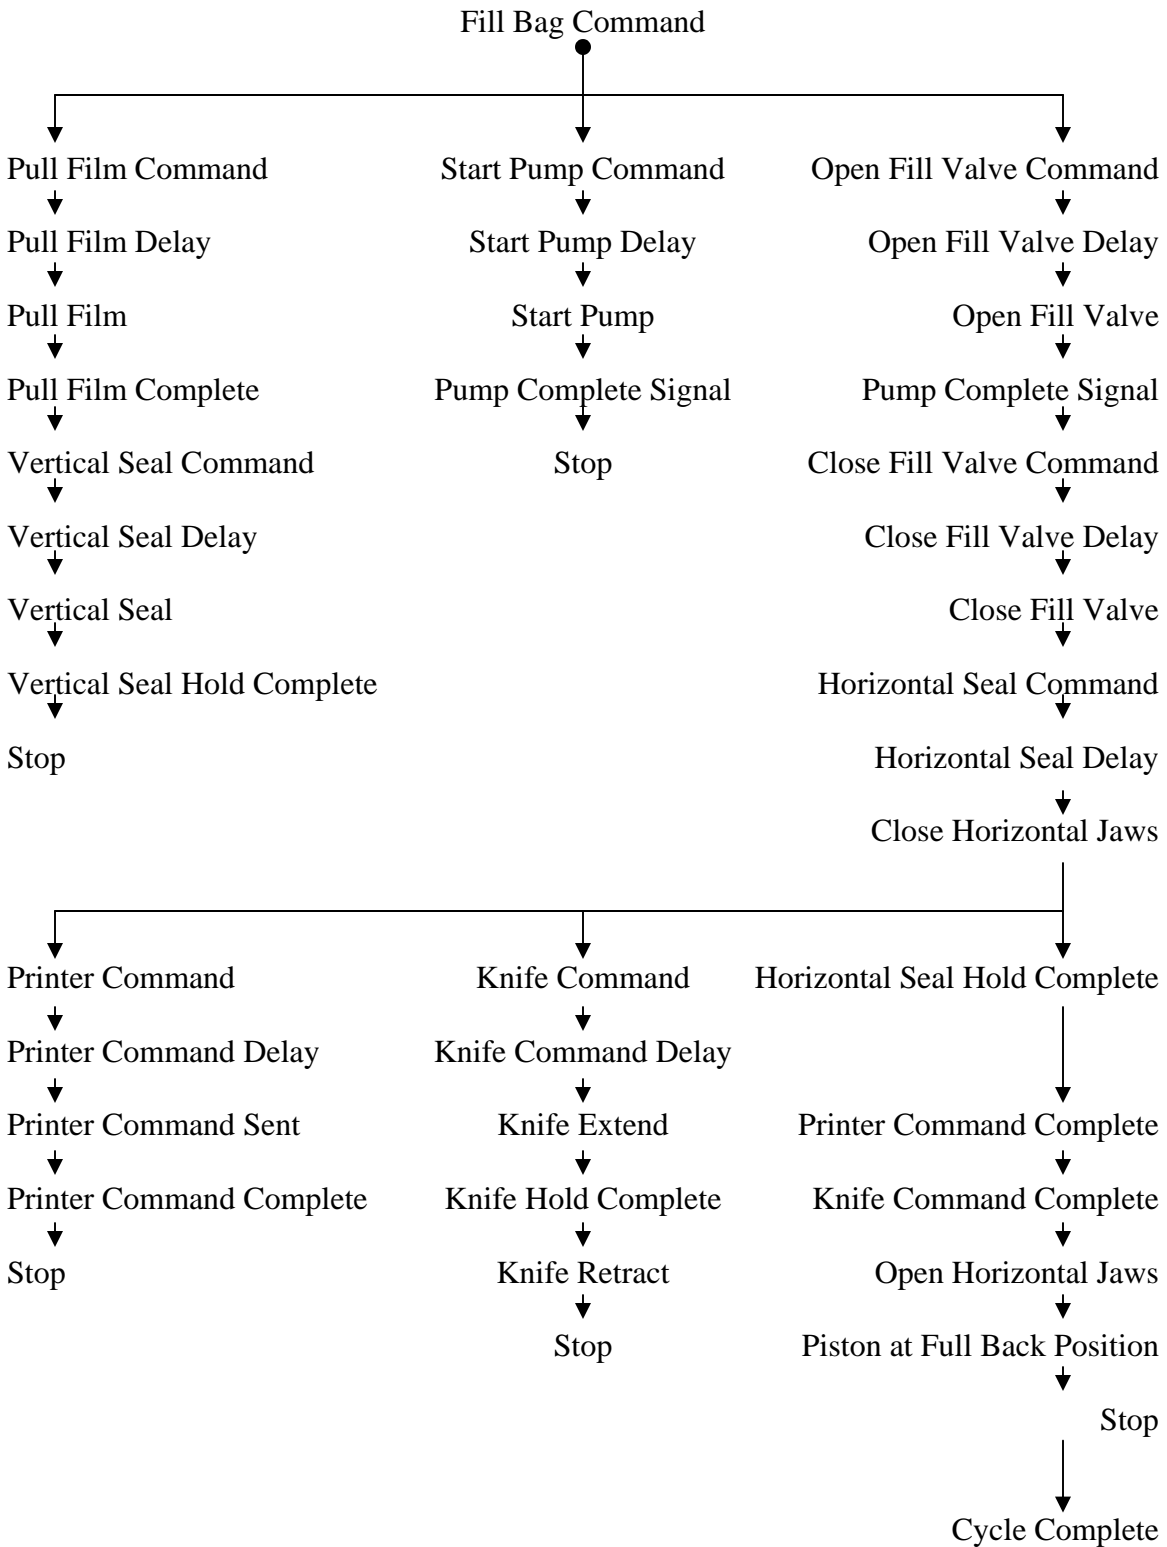 Fill Bag Command
Pull Film Command
Start Pump Command
Open Fill Valve Command
Pull Film Delay
Start Pump Delay
Open Fill Valve Delay
Pull Film
Start Pump
Open Fill Valve
Pull Film Complete
Pump Complete Signal
Pump Complete Signal
Vertical Seal Command
Stop
Close Fill Valve Command
Vertical Seal Delay
Close Fill Valve Delay
Vertical Seal
Close Fill Valve
Vertical Seal Hold Complete
Horizontal Seal Command
Stop
Horizontal Seal Delay
Close Horizontal Jaws
Printer Command
Knife Command
Horizontal Seal Hold Complete
Printer Command Delay
Knife Command Delay
Printer Command Sent
Knife Extend
Printer Command Complete
Printer Command Complete
Knife Hold Complete
Knife Command Complete
Stop
Knife Retract
Open Horizontal Jaws
Stop
Piston at Full Back Position
Stop
Cycle Complete